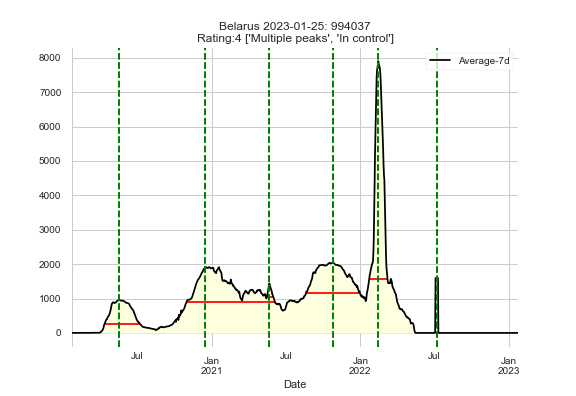 Belarus 2023-01-25: 994037
Rating:4 ['Multiple peaks', 'In control']
Average-7d
8000
7000
6000
5000
4000
3000
2000
1000
0
Jul
Jan
2021
Jul
Jan
2022
Jul
Jan
2023
Date